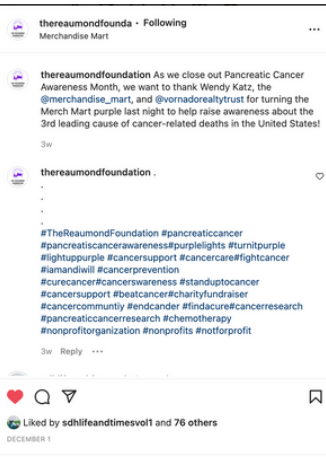 thereaumondfounda • Following
Merchandise Mart
thereaumondfoundation As we close out Pancreatic Cancer
Awareness Month, we want to thank Wendy Katz, the
@merchandise_mart, and @vornadorealtytrust for turning the
Merch Mart purple last night to help raise awareness about the
3rd leading cause of cancer-related deaths in the United States!
3w
thereaumondfoundation .
.
.
.
.
#TheReaumondFoundation #pancreaticcancer
#pancreatiscancerawareness#purplelights #turnitpurple
#lightuppurple #cancersupport #cancercare#fightcancer
#iamandiwill #cancerprevention
#curecancer#cancerswareness #standuptocancer
#cancersupport #beatcancer#charityfundraiser
#cancercommuntiy #endcander #findacure#cancerresearch
#pancreaticcancerresearch #chemotherapy
#nonprofitorganization #nonprofits #notforprofit
3w Reply •••
Liked by sdhlifeandtimesvol1 and 76 others
DECEMBER 1